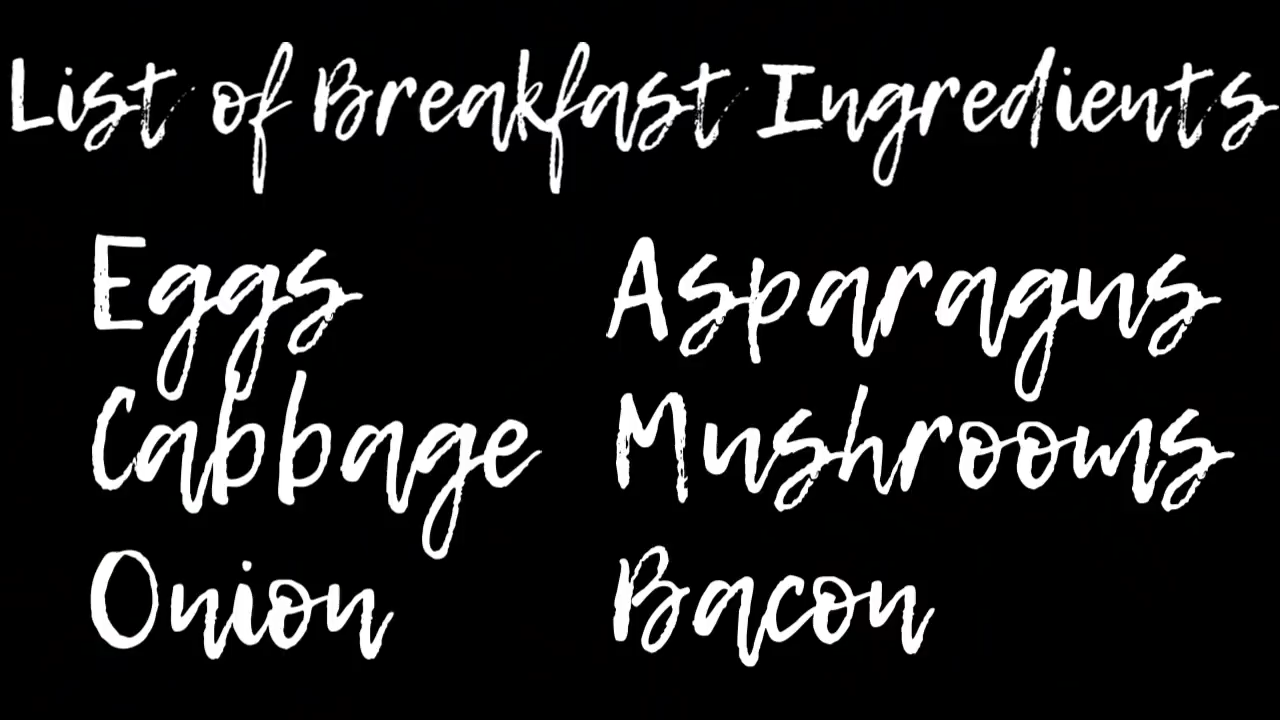 List of Breakfast Ingredients
Eggs
Cabbage
Onion
Asparagus
Mushrooms
Bacon